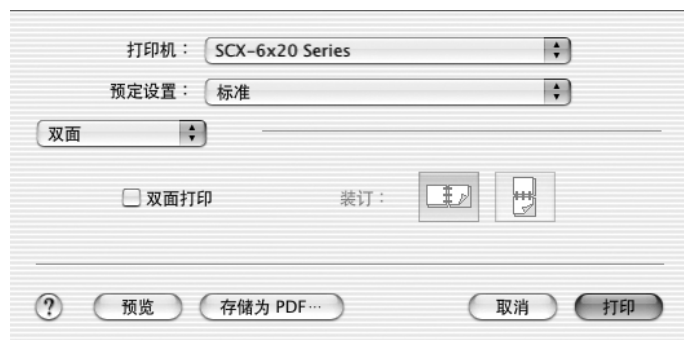 打印机： SCX-6x20 Series
预定设置： 标准
双面
双面打印 装订：
? 预览 存储为 PDF… 取消 打印